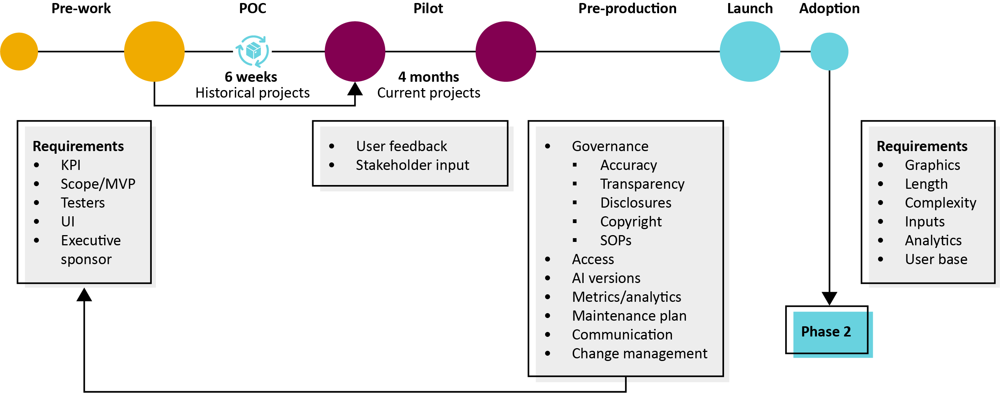 Pre-work
POC
Pilot
Pre-production
Launch
Adoption
6 weeks
Historical projects
4 months
Current projects
Requirements
• KPI
• Scope/MVP
• Testers
• UI
• Executive
sponsor
• User feedback
• Stakeholder input
• Governance
▪ Accuracy
▪ Transparency
▪ Disclosures
▪ Copyright
▪ SOPs
• Access
• AI versions
• Metrics/analytics
• Maintenance plan
• Communication
• Change management
Requirements
• Graphics
• Length
• Complexity
• Inputs
• Analytics
• User base
Phase 2